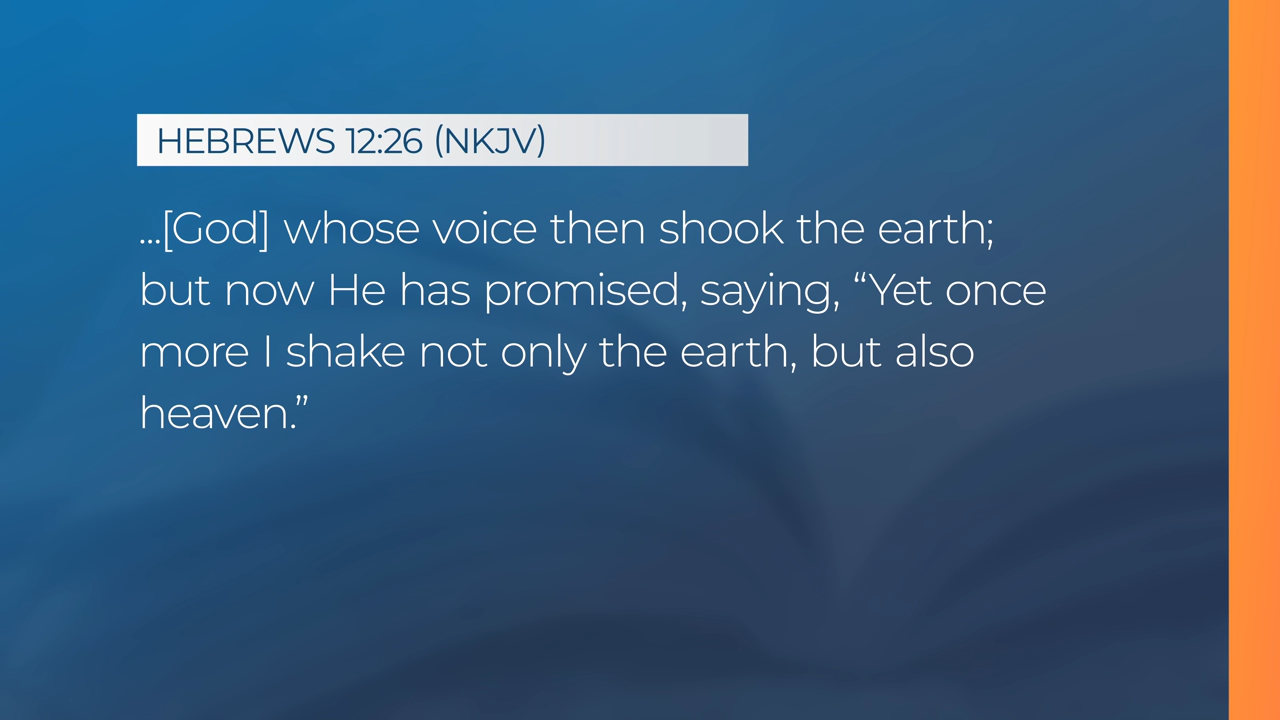 HEBREWS 12:26 (NKJV)
...[God] whose voice then shook the earth;
but now He has promised, saying, “Yet once
more I shake not only the earth, but also
heaven.”